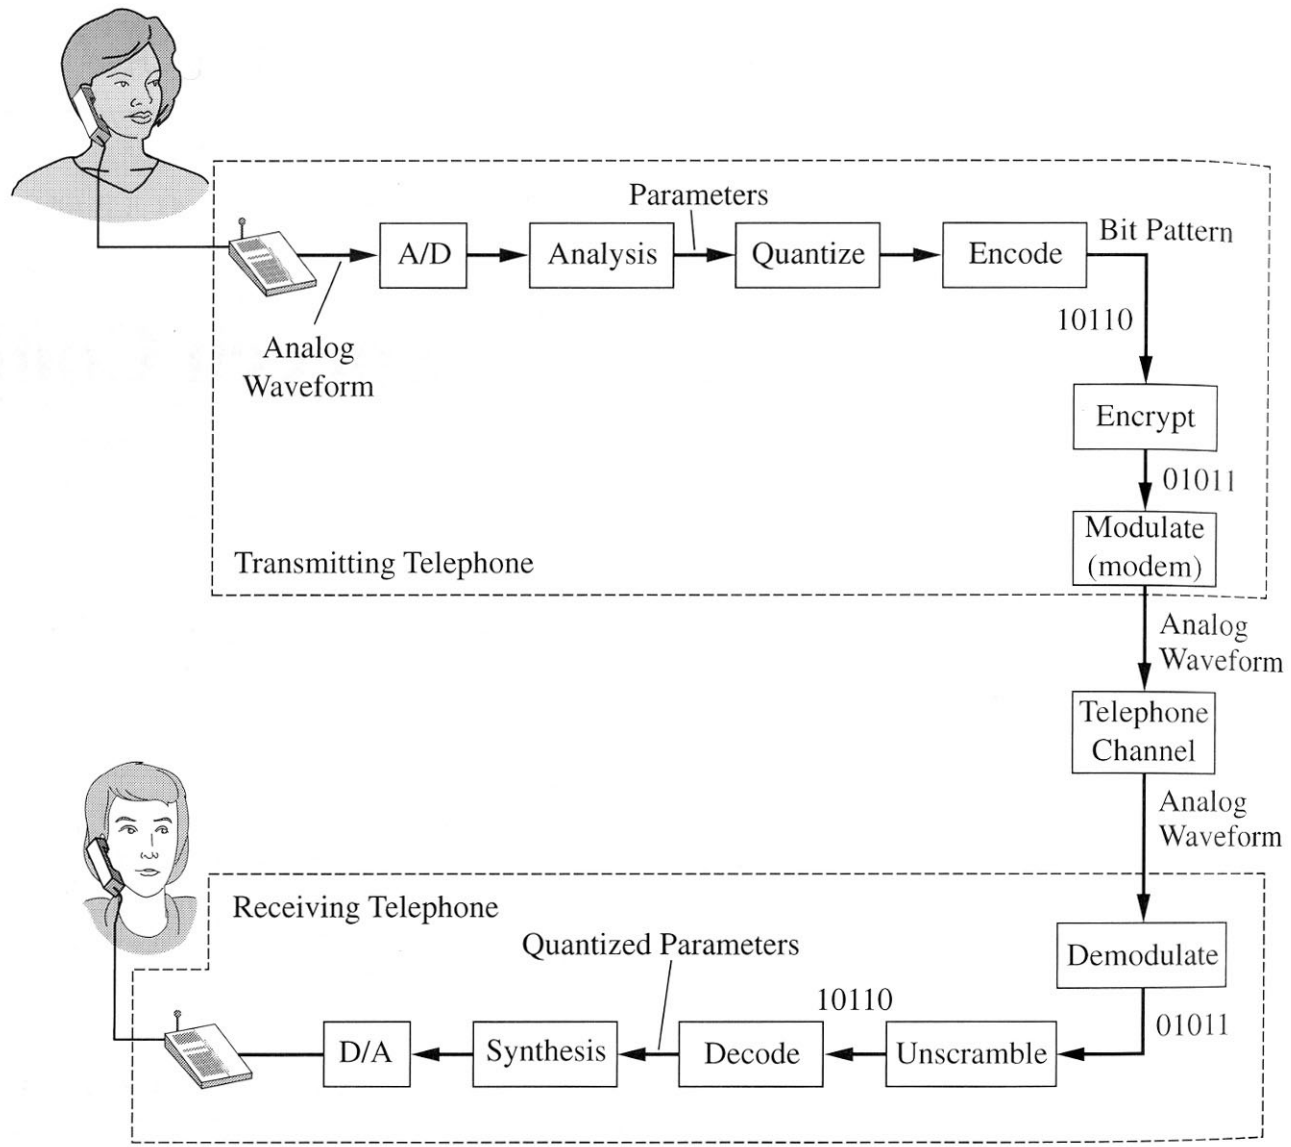 Parameters
A/D
Analysis
Quantize
Encode
Bit Pattern
10110
Analog
Waveform
Encrypt
01011
Modulate
(modem)
Transmitting Telephone
Analog
Waveform
Telephone
Channel
Analog
Waveform
Receiving Telephone
Quantized Parameters
Demodulate
10110
01011
D/A
Synthesis
Decode
Unscramble